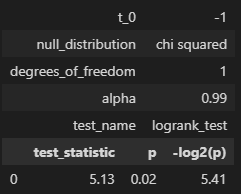 t_0 -1
null_distribution chi squared
degrees_of_freedom 1
alpha 0.99
test_name logrank_test
test_statistic p -log2(p)
0 5.13 0.02 5.41